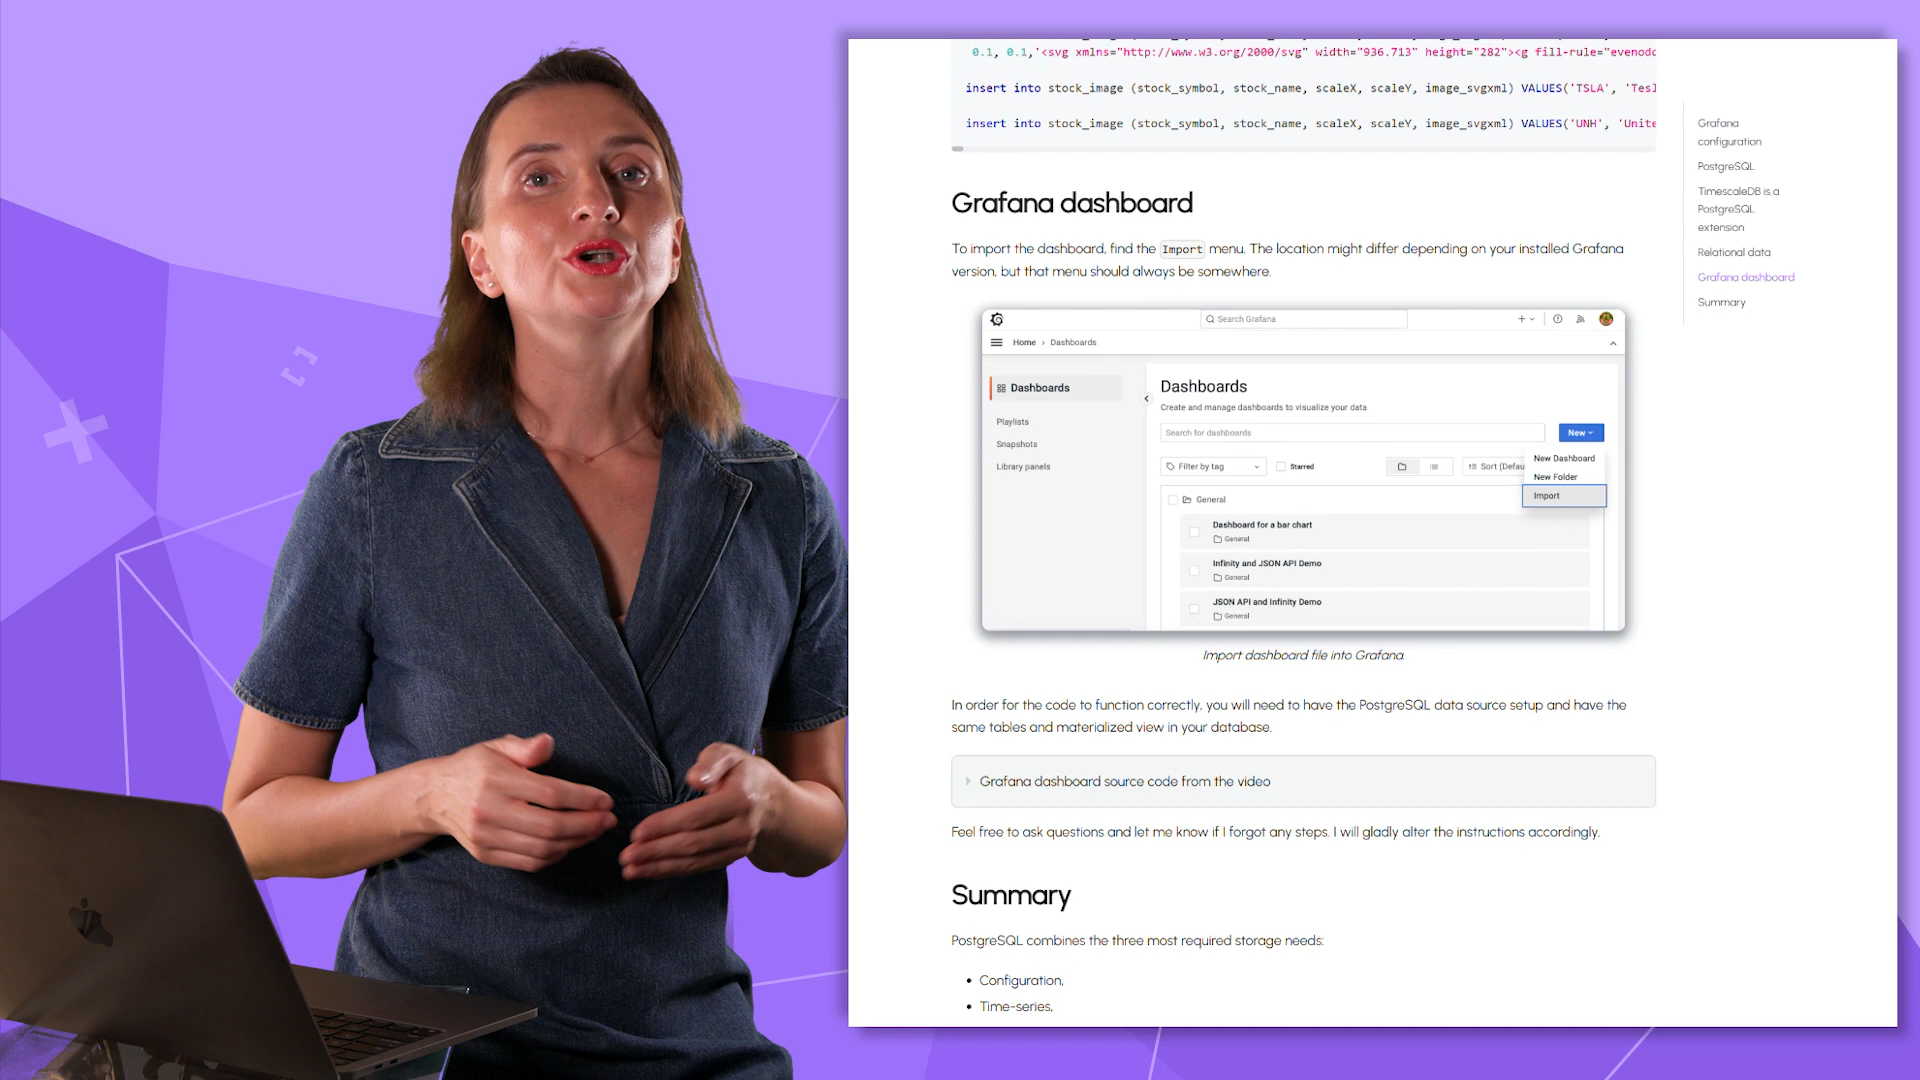 0.1, 0.1,'<svg xmlns="http://www.w3.org/2000/svg" width="936.713" height="282"><g fill-rule="evenodd
insert into stock_image (stock_symbol, stock_name, scaleX, scaleY, image_svgxml) VALUES('TSLA', 'Tesl
insert into stock_image (stock_symbol, stock_name, scaleX, scaleY, image_svgxml) VALUES('UNH', 'Unite
Grafana dashboard
To import the dashboard, find the Import menu. The location might differ depending on your installed Grafana
version, but that menu should always be somewhere.
Search Grafana
Home › Dashboards
Dashboards
Playlists
Snapshots
Library panels
Dashboards
Create and manage dashboards to visualize your data
Search for dashboards
New
New Dashboard
New Folder
Import
Filter by tag
Starred
Sort (Defau
General
Dashboard for a bar chart
General
Infinity and JSON API Demo
General
JSON API and Infinity Demo
General
Import dashboard file into Grafana.
In order for the code to function correctly, you will need to have the PostgreSQL data source setup and have the
same tables and materialized view in your database.
Grafana dashboard source code from the video
Feel free to ask questions and let me know if I forgot any steps. I will gladly alter the instructions accordingly.
Summary
PostgreSQL combines the three most required storage needs:
• Configuration,
• Time-series,
Grafana
configuration
PostgreSQL
TimescaleDB is a
PostgreSQL
extension
Relational data
Grafana dashboard
Summary